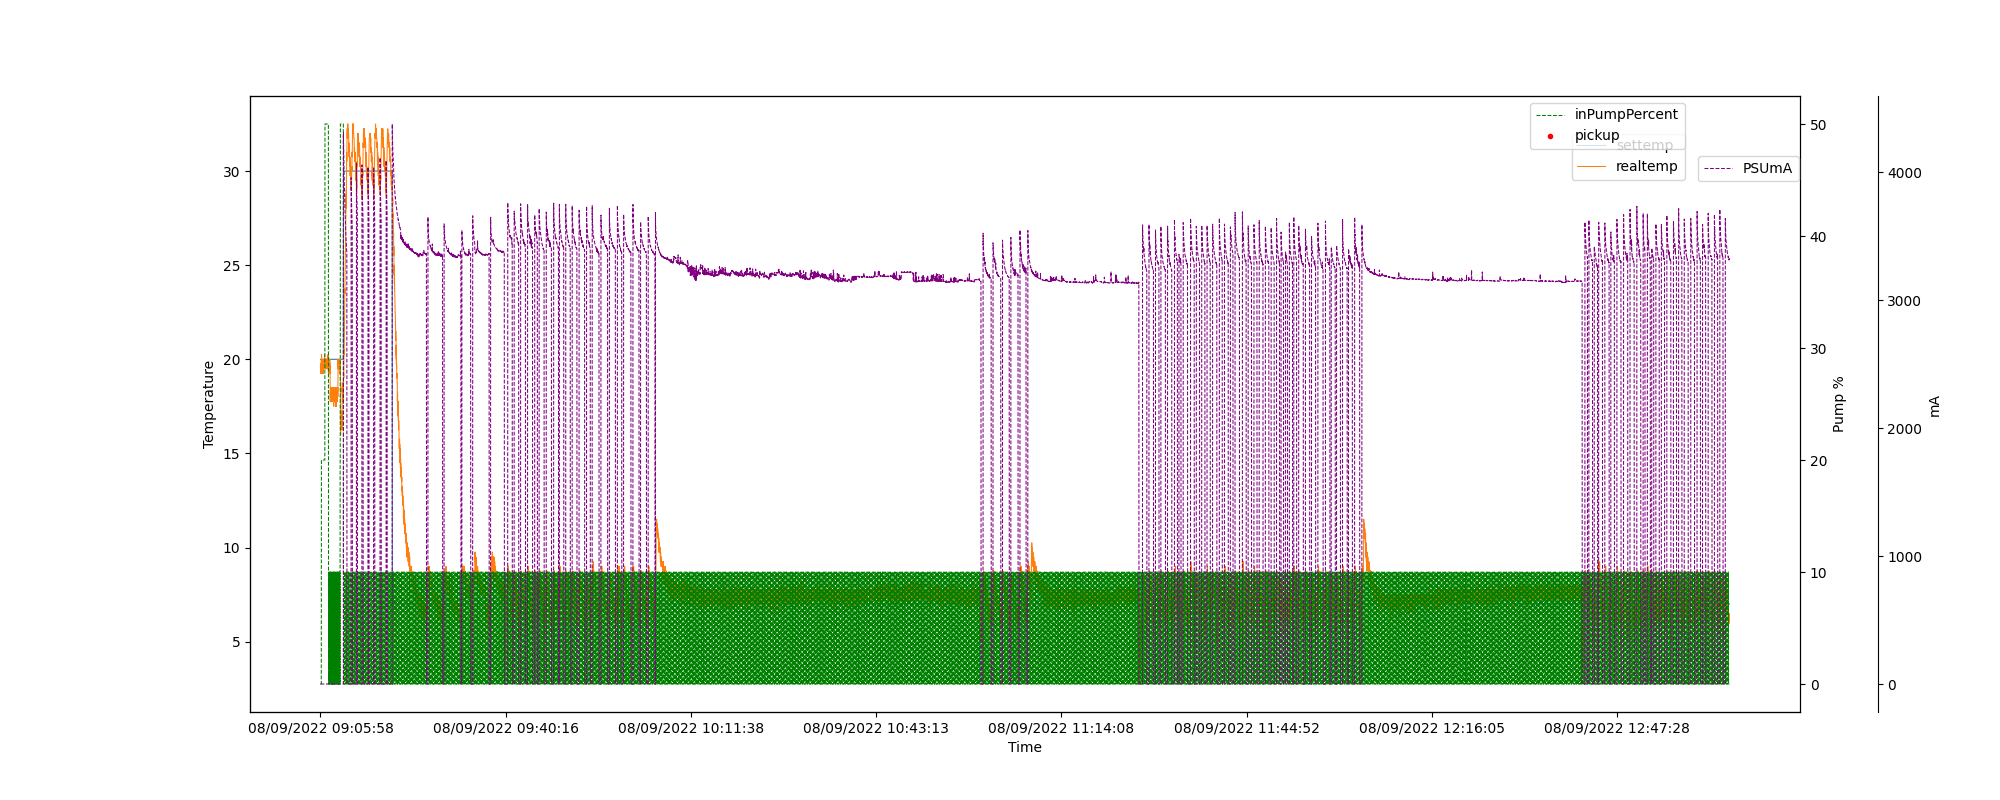 inPumpPercent
pickup
settemp
realtemp
PSUmA
30
25
20
15
10
5
Temperature
50
40
30
20
10
0
Pump %
4000
3000
2000
1000
0
mA
08/09/2022 09:05:58
08/09/2022 09:40:16
08/09/2022 10:11:38
08/09/2022 10:43:13
08/09/2022 11:14:08
08/09/2022 11:44:52
08/09/2022 12:16:05
08/09/2022 12:47:28
Time